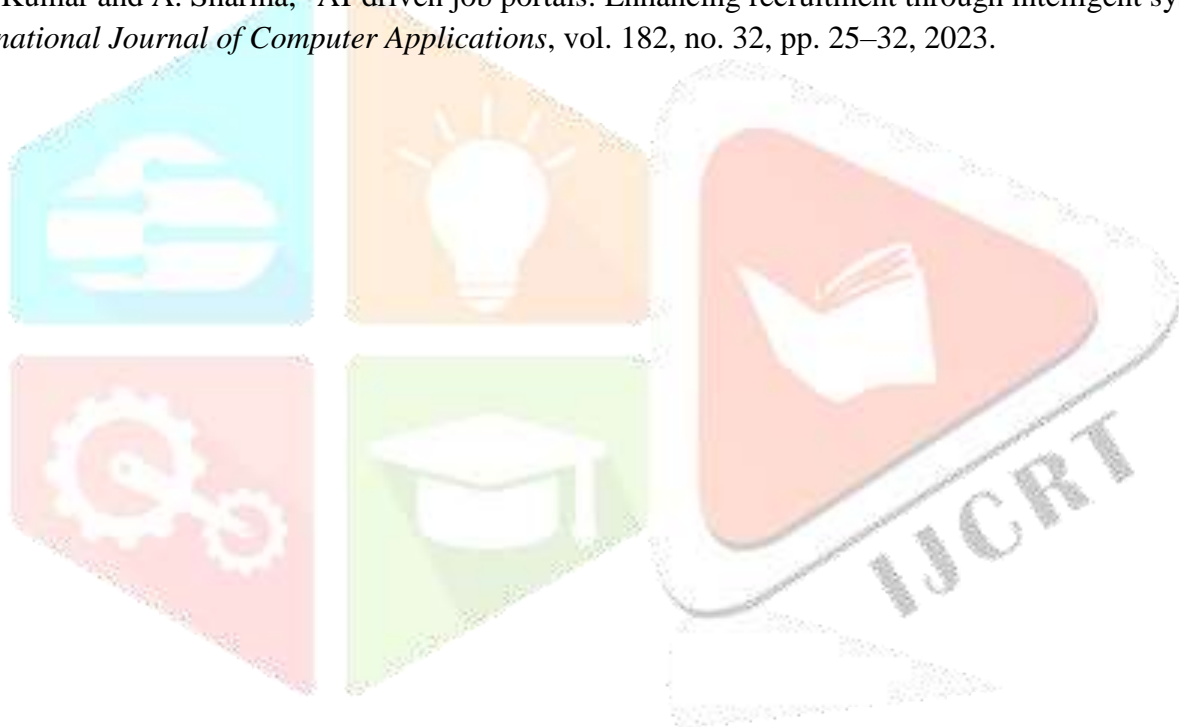 Kumar and A. Sharma, "AI-driven job portals: Enhancing recruitment through intelligent sy
national Journal of Computer Applications, vol. 182, no. 32, pp. 25–32, 2023.
IJCRT